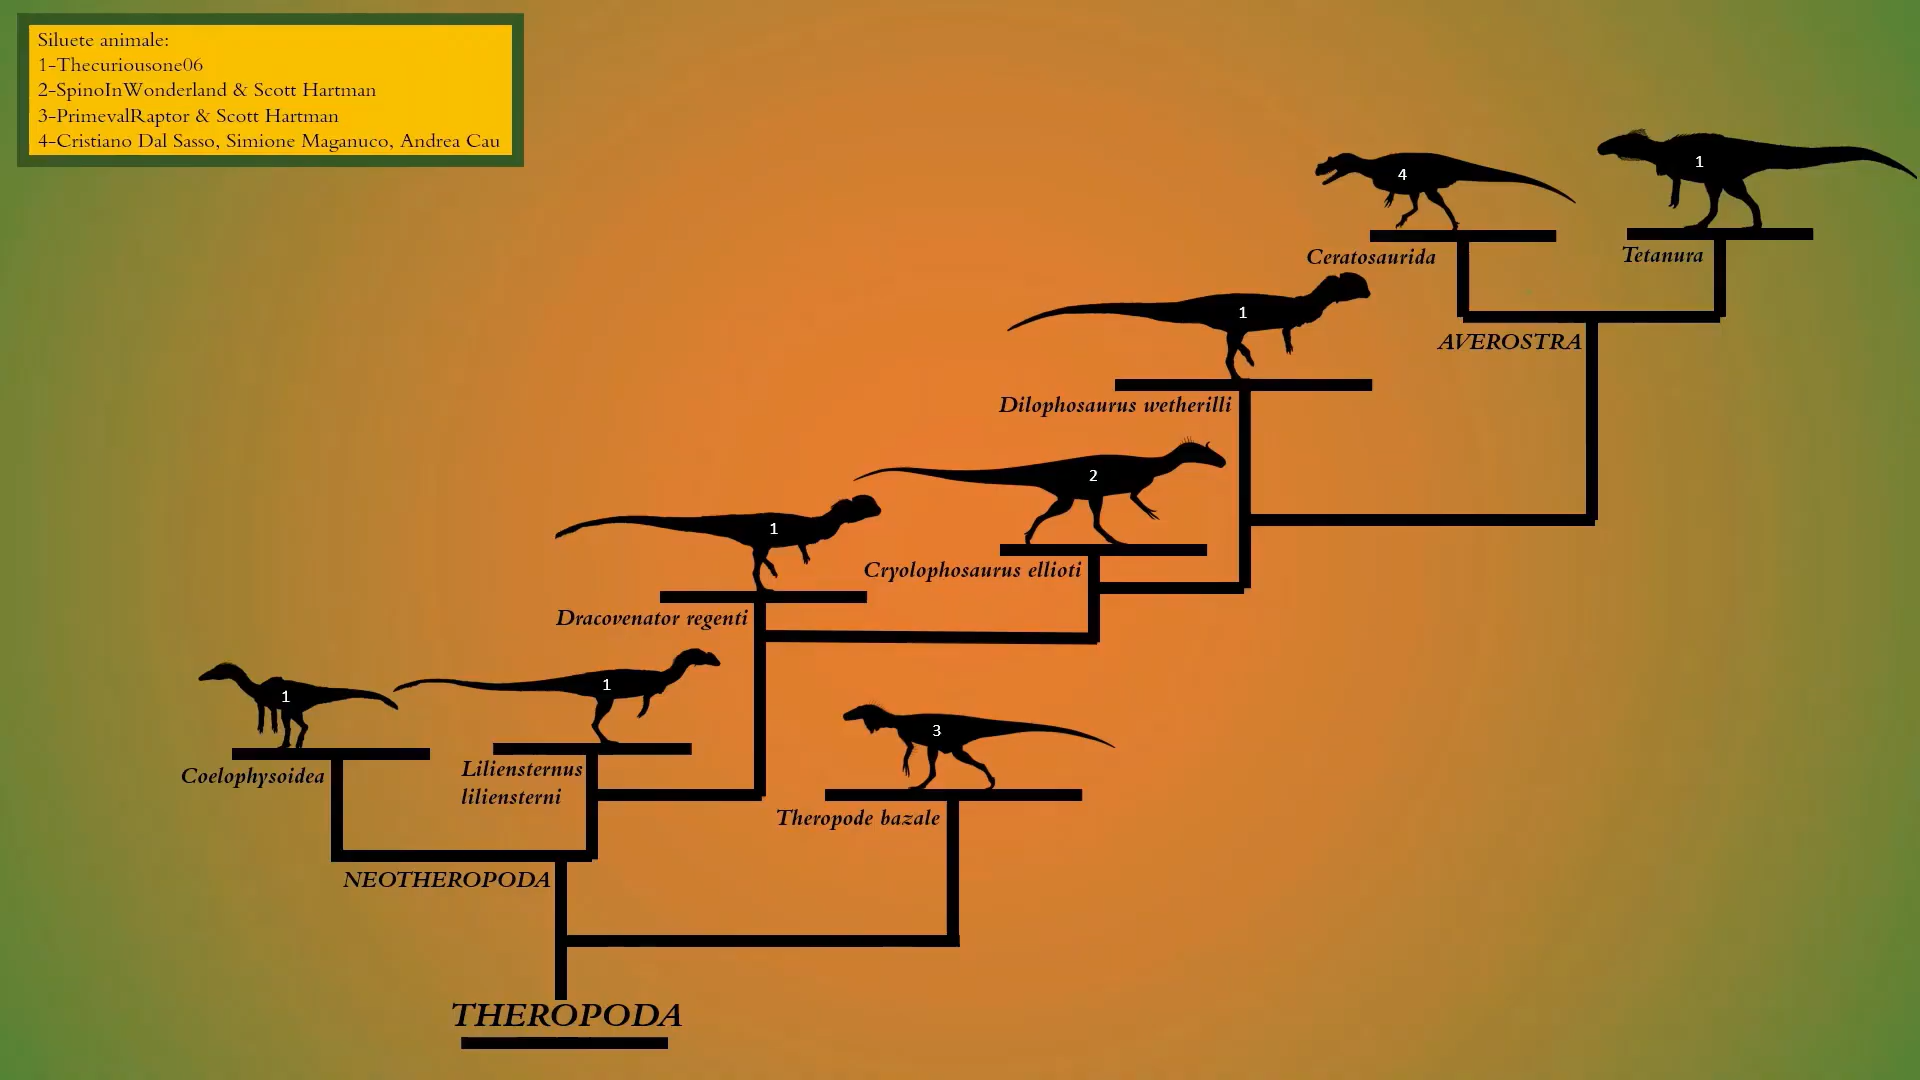 Siluete animale:
1-Thecuriousone06
2-SpinoInWonderland & Scott Hartman
3-PrimevalRaptor & Scott Hartman
4-Cristiano Dal Sasso, Simione Maganuco, Andrea Cau
1
4
Ceratosaurida
Tetanura
1
AVEROSTRA
Dilophosaurus wetherilli
2
1
Cryolophosaurus ellioti
Dracovenator regenti
1
1
3
Coelophysoidea
Liliensternus
liliensterni
Theropode bazale
NEOTHEROPODA
THEROPODA